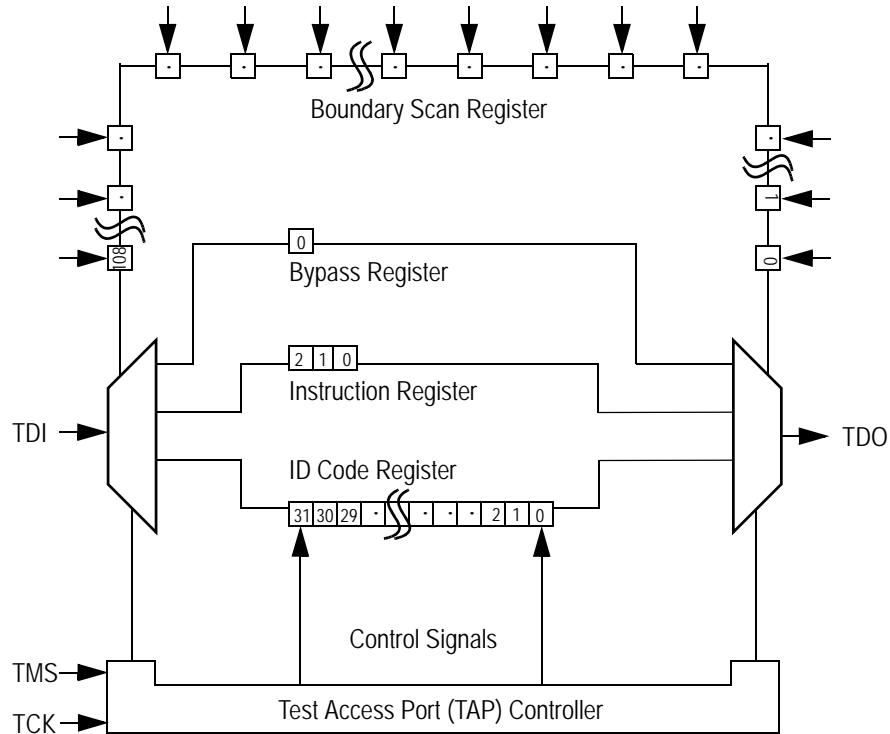 Boundary Scan Register
1
108
0
0
Bypass Register
2 1 0
Instruction Register
TDI
TDO
ID Code Register
31 30 29 · · · · 2 1 0
Control Signals
TMS
Test Access Port (TAP) Controller
TCK